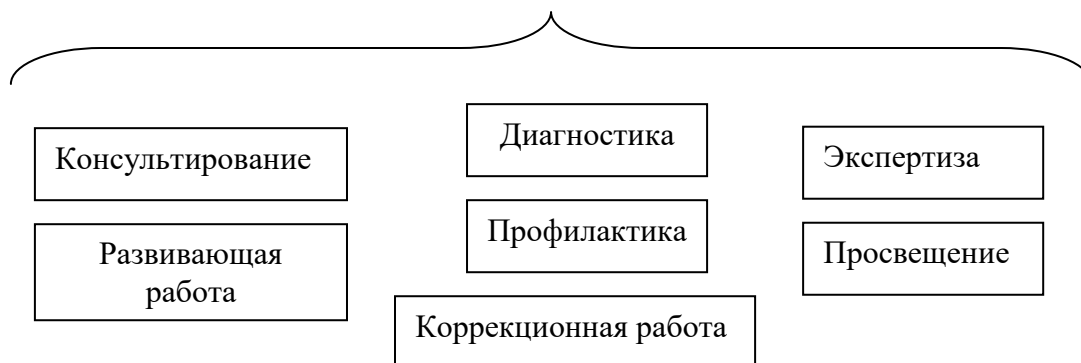 Консультирование
Развивающая
работа
Диагностика
Профилактика
Коррекционная работа
Экспертиза
Просвещение